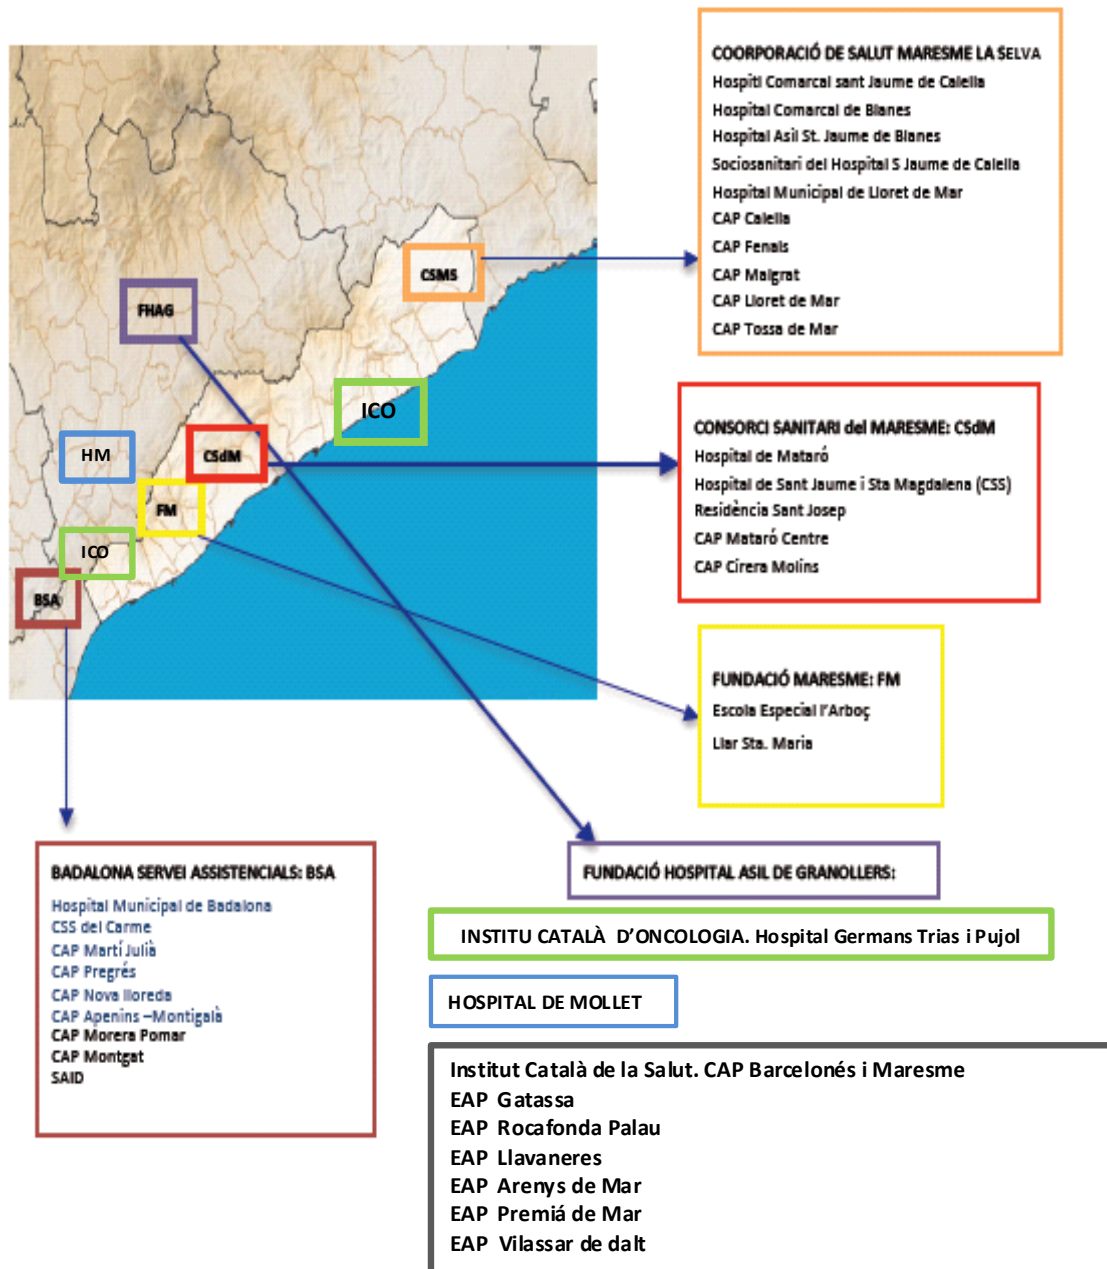 COORPORACIÓ DE SALUT MARESME LA SELVA
Hospitl Comarcal sant Jaume de Calella
Hospital Comarcal de Blanes
Hospital Asil St. Jaume de Blanes
Sociosanitari del Hospital S Jaume de Calella
Hospital Municipal de Lloret de Mar
CAP Calella
CAP Fenals
CAP Malgrat
CAP Lloret de Mar
CAP Tossa de Mar
CSMS
FHAG
ICO
HM
CSdM
FM
ICO
BSA
CONSORCI SANITARI del MARESME: CSdM
Hospital de Mataró
Hospital de Sant Jaume i Sta Magdalena (CSS)
Residència Sant Josep
CAP Mataró Centre
CAP Cirera Molins
FUNDACIÓ MARESME: FM
Escola Especial l'Arboç
Llar Sta. Maria
BADALONA SERVEI ASSISTENCIALS: BSA
Hospital Municipal de Badalona
CSS del Carme
CAP Martí Julià
CAP Pregrés
CAP Nova lloreda
CAP Apenins –Montigalà
CAP Morera Pomar
CAP Montgat
SAID
FUNDACIÓ HOSPITAL ASIL DE GRANOLLERS:
INSTITU CATALÀ D'ONCOLOGIA. Hospital Germans Trias i Pujol
HOSPITAL DE MOLLET
Institut Català de la Salut. CAP Barcelonés i Maresme
EAP Gatassa
EAP Rocafonda Palau
EAP Llavaneres
EAP Arenys de Mar
EAP Premiá de Mar
EAP Vilassar de dalt